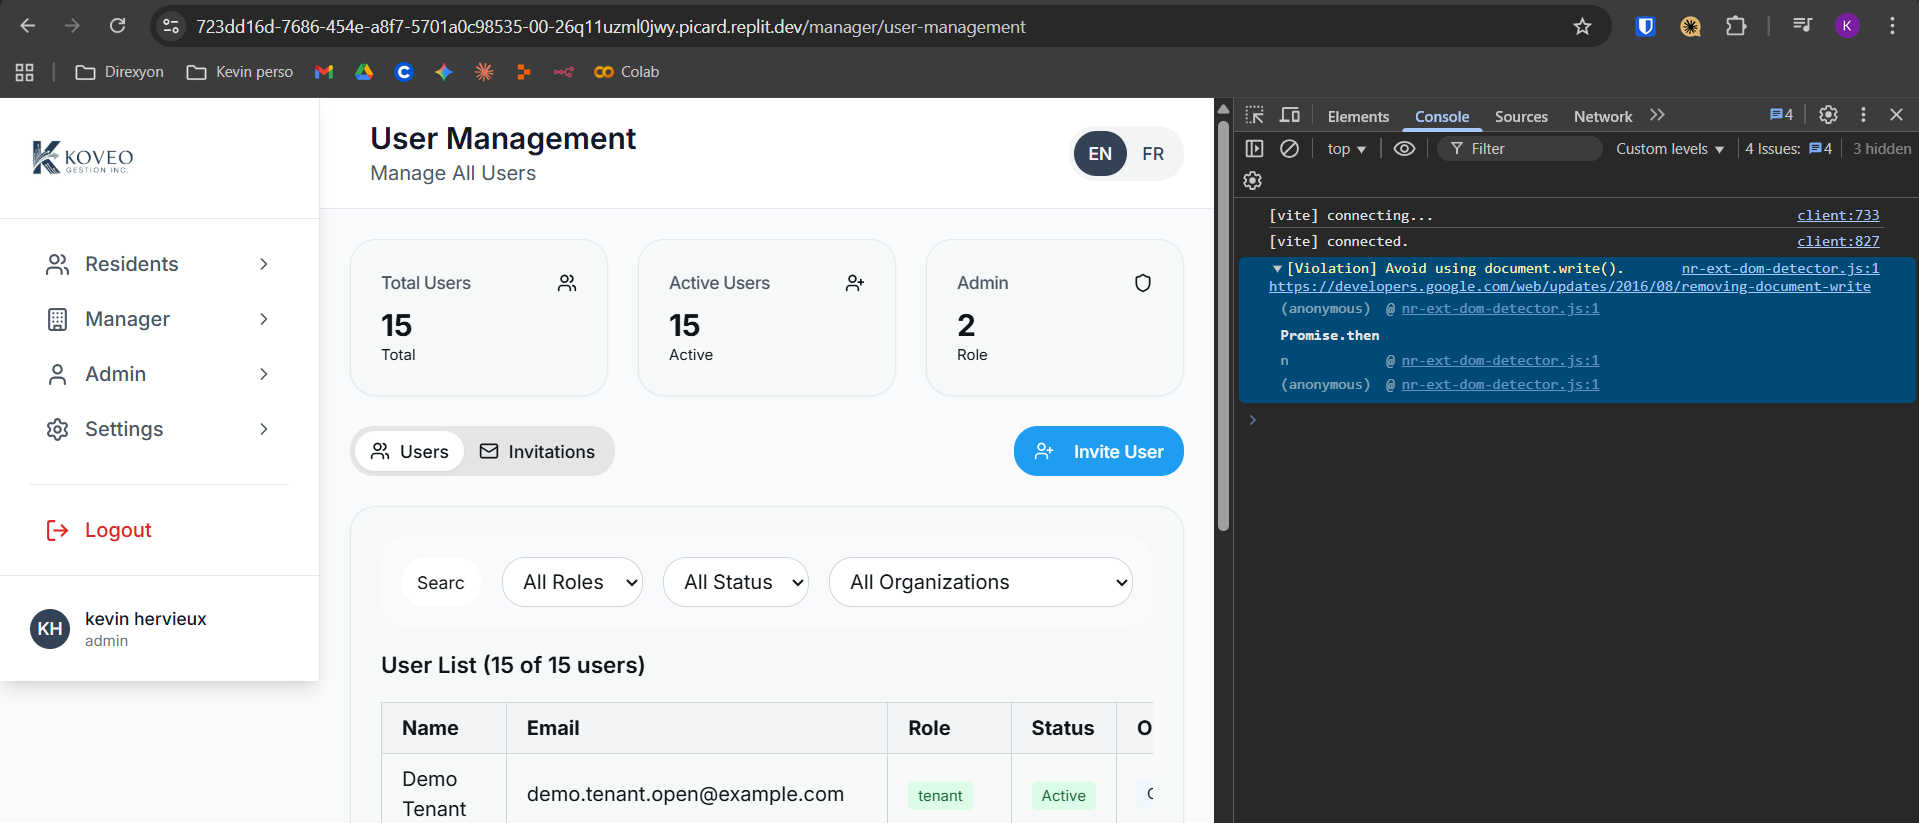 723dd16d-7686-454e-a8f7-5701a0c98535-00-26q11uzml0jwy.picard.replit.dev/manager/user-management
K
Direxyon
Kevin perso
Colab
KOVEO
GESTION INC.
Residents
Manager
Admin
Settings
Logout
KH
kevin hervieux
admin
User Management
Manage All Users
EN FR
Total Users
15
Total
Active Users
15
Active
Admin
2
Role
Users
Invitations
Invite User
Searc
All Roles
All Status
All Organizations
User List (15 of 15 users)
Name Email Role Status O
Demo Tenant demo.tenant.open@example.com tenant Active
Elements Console Sources Network 4
top Filter Custom levels 4 Issues: 4 3 hidden
[vite] connecting... client:733
[vite] connected. client:827
[Violation] Avoid using document.write(). nr-ext-dom-detector.js:1
https://developers.google.com/web/updates/2016/08/removing-document-write
(anonymous) @ nr-ext-dom-detector.js:1
Promise.then
n @ nr-ext-dom-detector.js:1
(anonymous) @ nr-ext-dom-detector.js:1